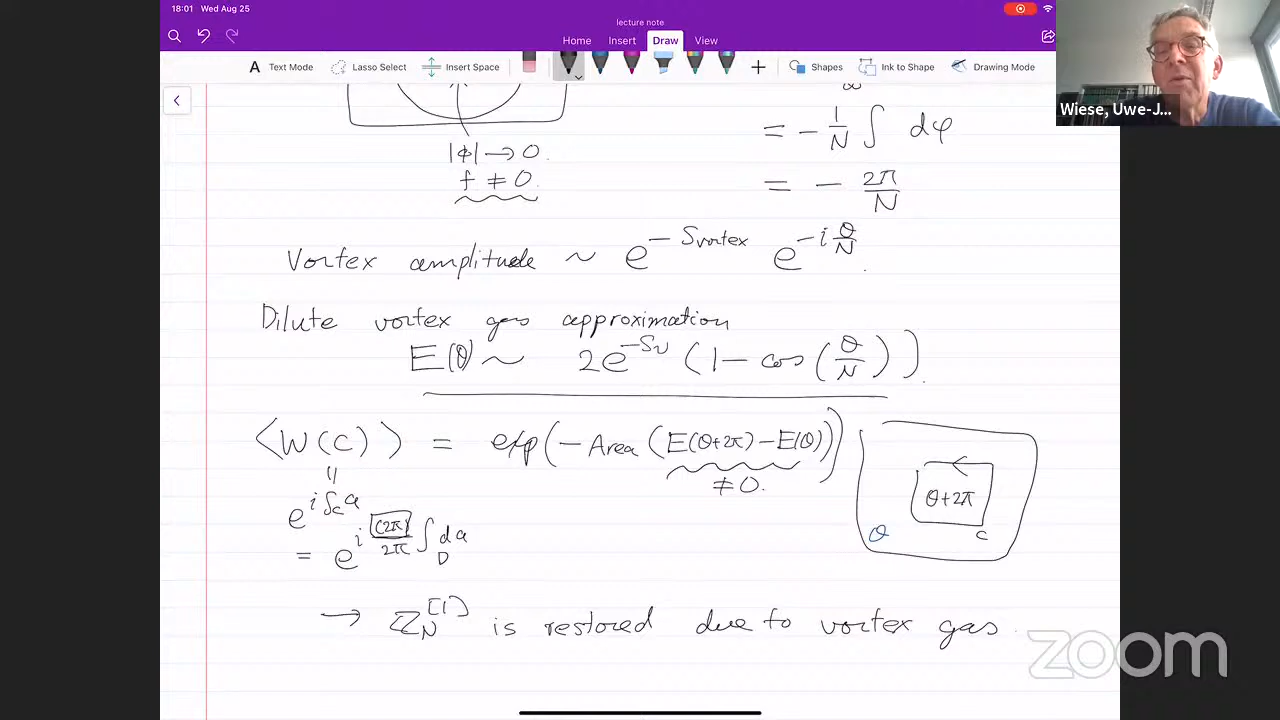 18:01 Wed Aug 25
lecture note
Home Insert Draw View
Text Mode Lasso Select Insert Space Shapes Ink to Shape Drawing Mode
Wiese, Uwe-J...
∞
|ϕ| → 0.
f ≠ 0.
= - 1/N ∫ dφ
= - 2π/N
Vortex amplitude ~ e^{-S_{vortex}} e^{-i θ/N}.
Dilute vortex gas approximation
E(θ) ~ 2e^{-S_v} (1 - cos(θ/N)).
⟨W(C)⟩ = exp(-Area (E(θ+2π) - E(θ)))
≠ 0.
||
e^{i∫_C a}
= e^{i (2π)/2π ∫_D da}
θ+2π
θ
C
→ ℤ_N^{[1]} is restored due to vortex gas.
zoom